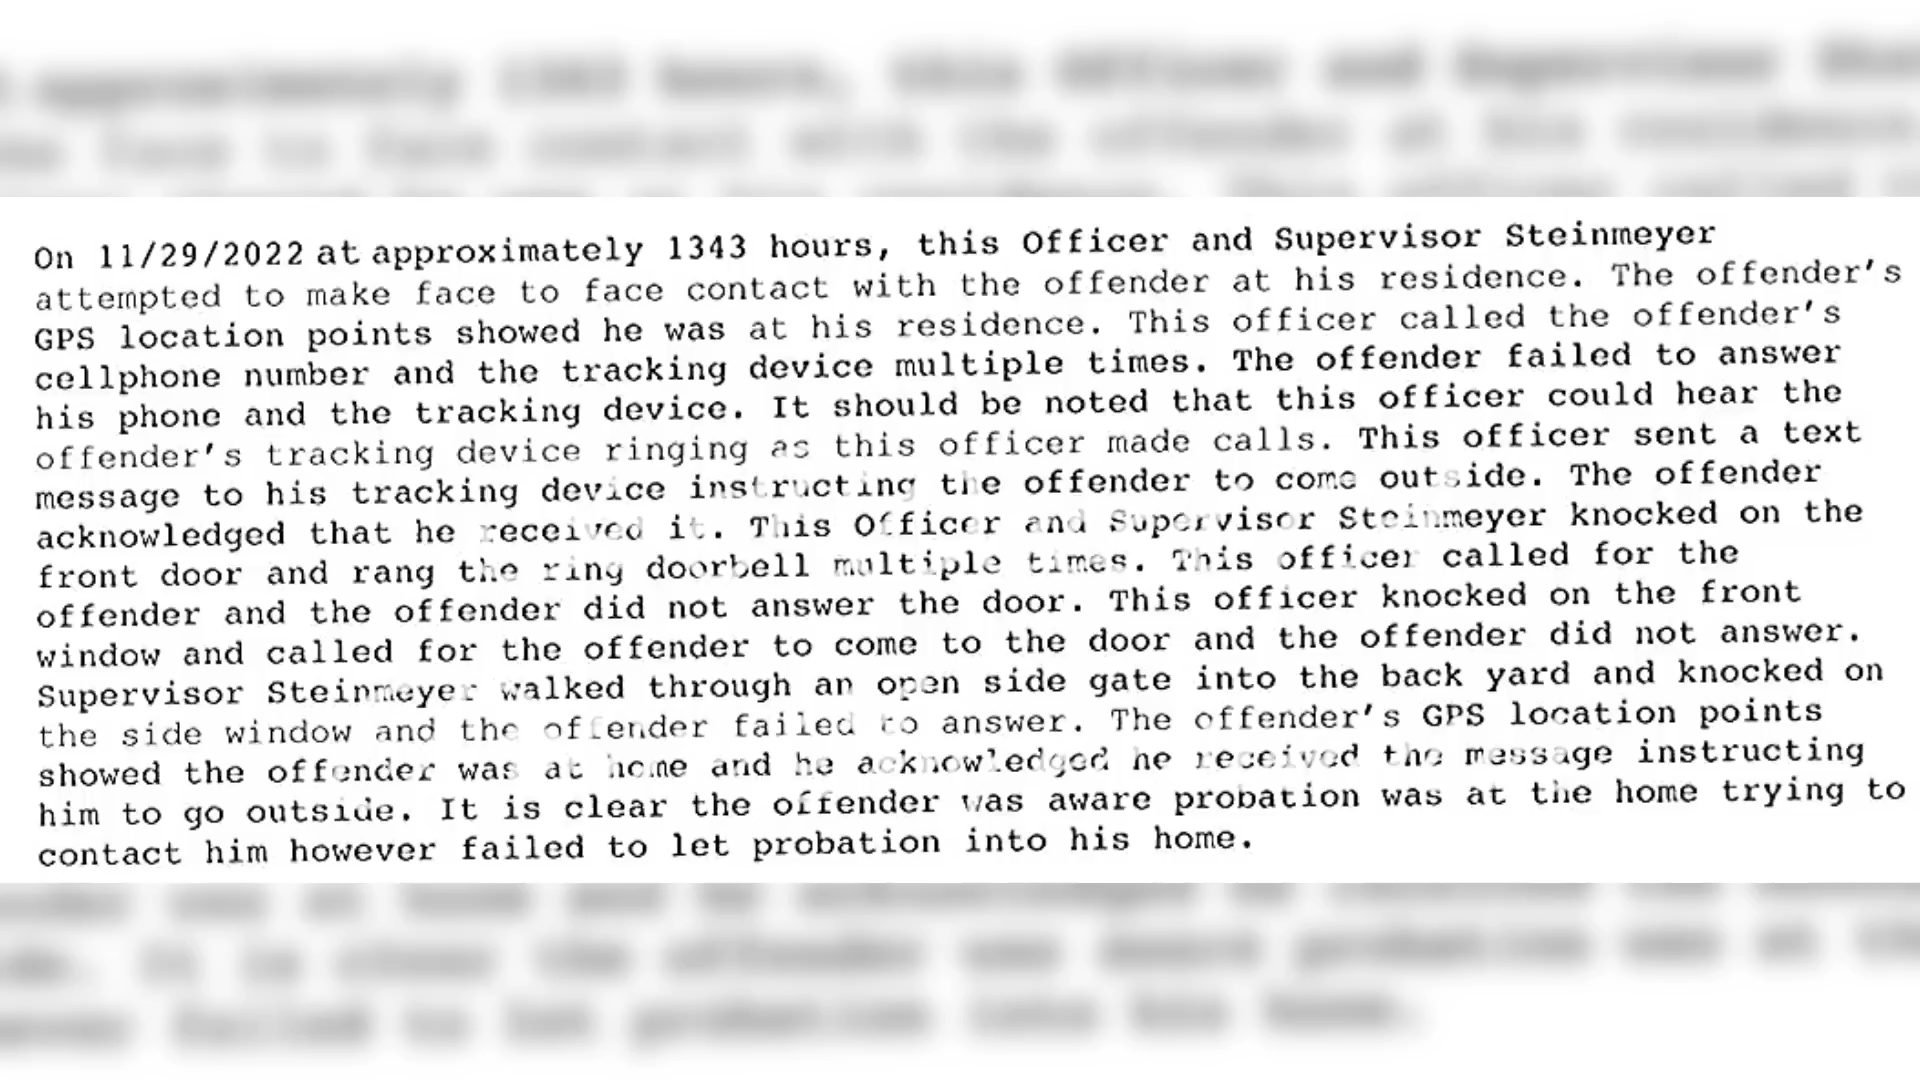 On 11/29/2022 at approximately 1343 hours, this Officer and Supervisor Steinmeyer
attempted to make face to face contact with the offender at his residence. The offender's
GPS location points showed he was at his residence. This officer called the offender's
cellphone number and the tracking device multiple times. The offender failed to answer
his phone and the tracking device. It should be noted that this officer could hear the
offender's tracking device ringing as this officer made calls. This officer sent a text
message to his tracking device instructing the offender to come outside. The offender
acknowledged that he received it. This Officer and Supervisor Steinmeyer knocked on the
front door and rang the ring doorbell multiple times. This officer called for the
offender and the offender did not answer the door. This officer knocked on the front
window and called for the offender to come to the door and the offender did not answer.
Supervisor Steinmeyer walked through an open side gate into the back yard and knocked on
the side window and the offender failed to answer. The offender's GPS location points
showed the offender was at home and he acknowledged he received the message instructing
him to go outside. It is clear the offender was aware probation was at the home trying to
contact him however failed to let probation into his home.